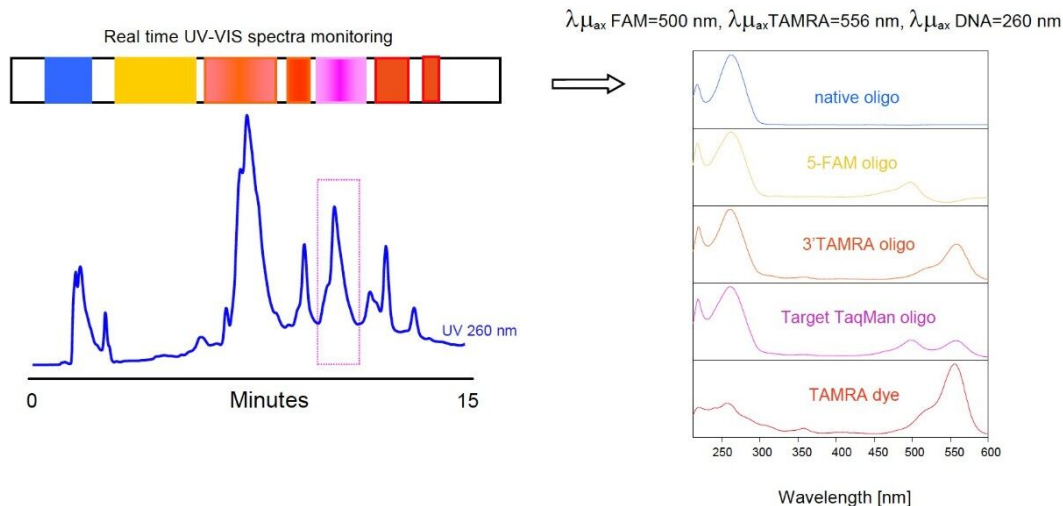 λμax FAM=500 nm, λμaxTAMRA=556 nm, λμax DNA=260 nm
Real time UV-VIS spectra monitoring
native oligo
5-FAM oligo
3'TAMRA oligo
Target TaqMan oligo
TAMRA dye
UV 260 nm
0 Minutes 15
250 300 350 400 450 500 550 600
Wavelength [nm]